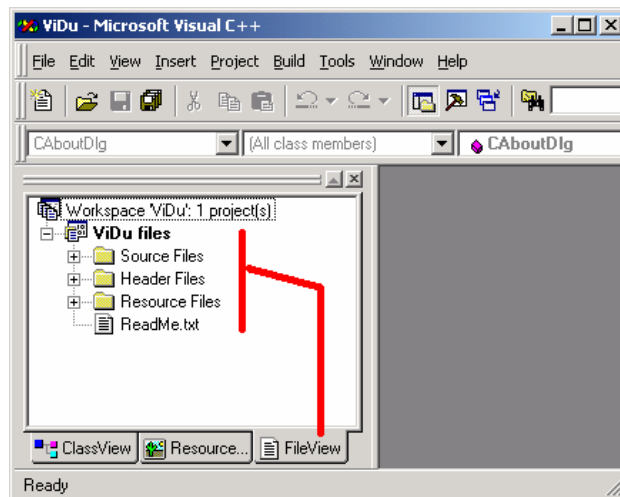 ViDu - Microsoft Visual C++
File Edit View Insert Project Build Tools Window Help
CAboutDlg (All class members) CAboutDlg
Workspace 'ViDu': 1 project(s)
ViDu files
Source Files
Header Files
Resource Files
ReadMe.txt
ClassView Resource... FileView
Ready